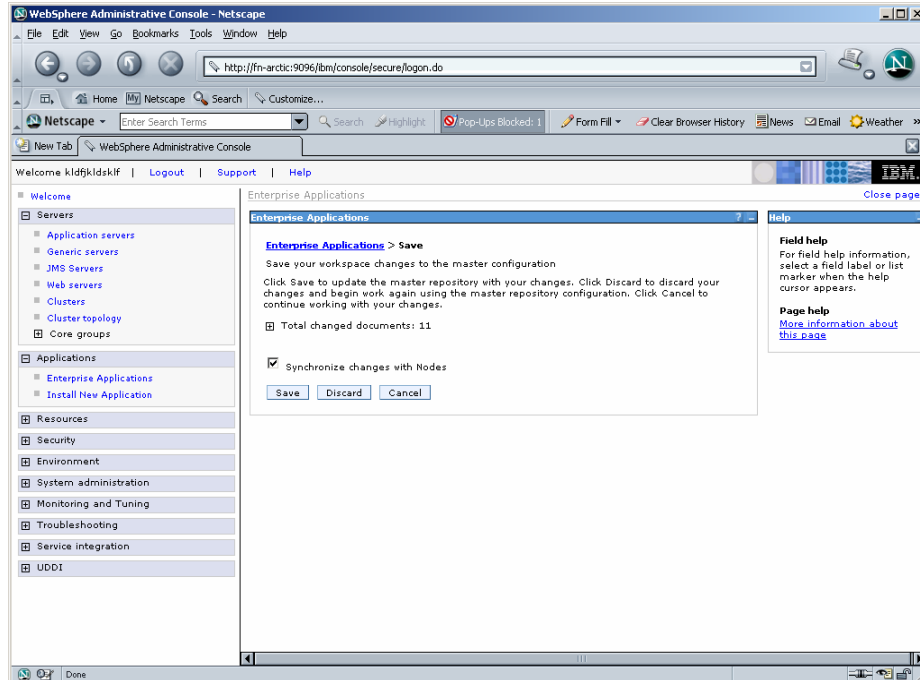 WebSphere Administrative Console - Netscape
File Edit View Go Bookmarks Tools Window Help
http://fn-arctic:9096/ibm/console/secure/logon.do
Home My Netscape Search Customize...
Netscape Enter Search Terms Search Highlight Pop-Ups Blocked: 1 Form Fill Clear Browser History News Email Weather »
New Tab WebSphere Administrative Console
Welcome kldfjkldsklf | Logout | Support | Help IBM.
Welcome
Servers
Application servers
Generic servers
JMS Servers
Web servers
Clusters
Cluster topology
Core groups
Applications
Enterprise Applications
Install New Application
Resources
Security
Environment
System administration
Monitoring and Tuning
Troubleshooting
Service integration
UDDI
Enterprise Applications Close page
Enterprise Applications ? –
Enterprise Applications > Save
Save your workspace changes to the master configuration
Click Save to update the master repository with your changes. Click Discard to discard your
changes and begin work again using the master repository configuration. Click Cancel to
continue working with your changes.
Total changed documents: 11
Synchronize changes with Nodes
Save Discard Cancel
Help
Field help
For field help information,
select a field label or list
marker when the help
cursor appears.
Page help
More information about
this page
Done